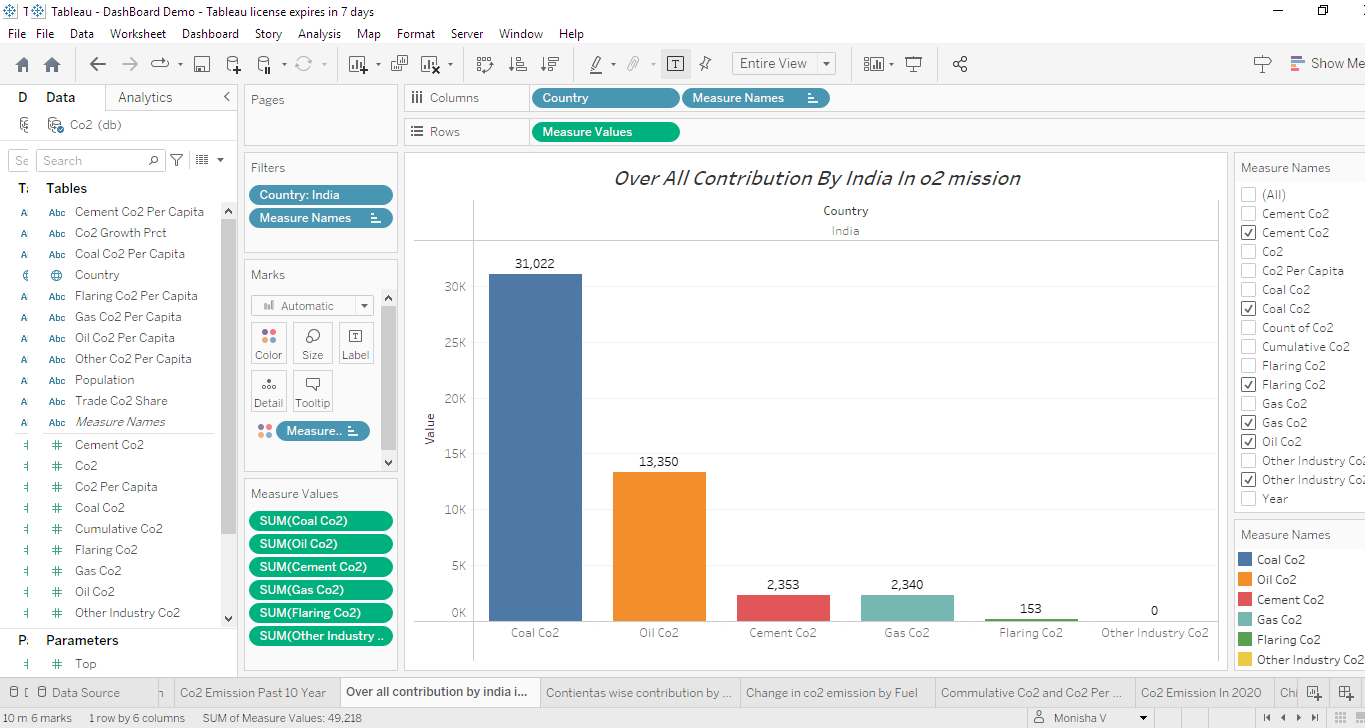 Tableau - DashBoard Demo - Tableau license expires in 7 days
File File Data Worksheet Dashboard Story Analysis Map Format Server Window Help
Entire View
Show Me
D Data Analytics
Co2 (db)
Se Search
Tables
Abc Cement Co2 Per Capita
Abc Co2 Growth Prct
Abc Coal Co2 Per Capita
Country
Abc Flaring Co2 Per Capita
Abc Gas Co2 Per Capita
Abc Oil Co2 Per Capita
Abc Other Co2 Per Capita
Abc Population
Abc Trade Co2 Share
Abc Measure Names
# Cement Co2
# Co2
# Co2 Per Capita
# Coal Co2
# Cumulative Co2
# Flaring Co2
# Gas Co2
# Oil Co2
# Other Industry Co2
Parameters
# Top
Pages
Filters
Country: India
Measure Names
Marks
Automatic
Color Size Label
Detail Tooltip
Measure..
Measure Values
SUM(Coal Co2)
SUM(Oil Co2)
SUM(Cement Co2)
SUM(Gas Co2)
SUM(Flaring Co2)
SUM(Other Industry ..
Columns Country Measure Names
Rows Measure Values
Over All Contribution By India In o2 mission
Country
India
31,022
13,350
2,353
2,340
153
0
Value
30K
25K
20K
15K
10K
5K
0K
Coal Co2 Oil Co2 Cement Co2 Gas Co2 Flaring Co2 Other Industry Co2
Measure Names
(All)
Cement Co2
Cement Co2
Co2
Co2 Per Capita
Coal Co2
Coal Co2
Count of Co2
Cumulative Co2
Flaring Co2
Flaring Co2
Gas Co2
Gas Co2
Oil Co2
Other Industry Co2
Other Industry Co2
Year
Measure Names
Coal Co2
Oil Co2
Cement Co2
Gas Co2
Flaring Co2
Other Industry Co2
Data Source Co2 Emission Past 10 Year Over all contribution by india i... Contientas wise contribution by ... Change in co2 emission by Fuel Commulative Co2 and Co2 Per ... Co2 Emission In 2020 Chi
10 m 6 marks 1 row by 6 columns SUM of Measure Values: 49,218 Monisha V